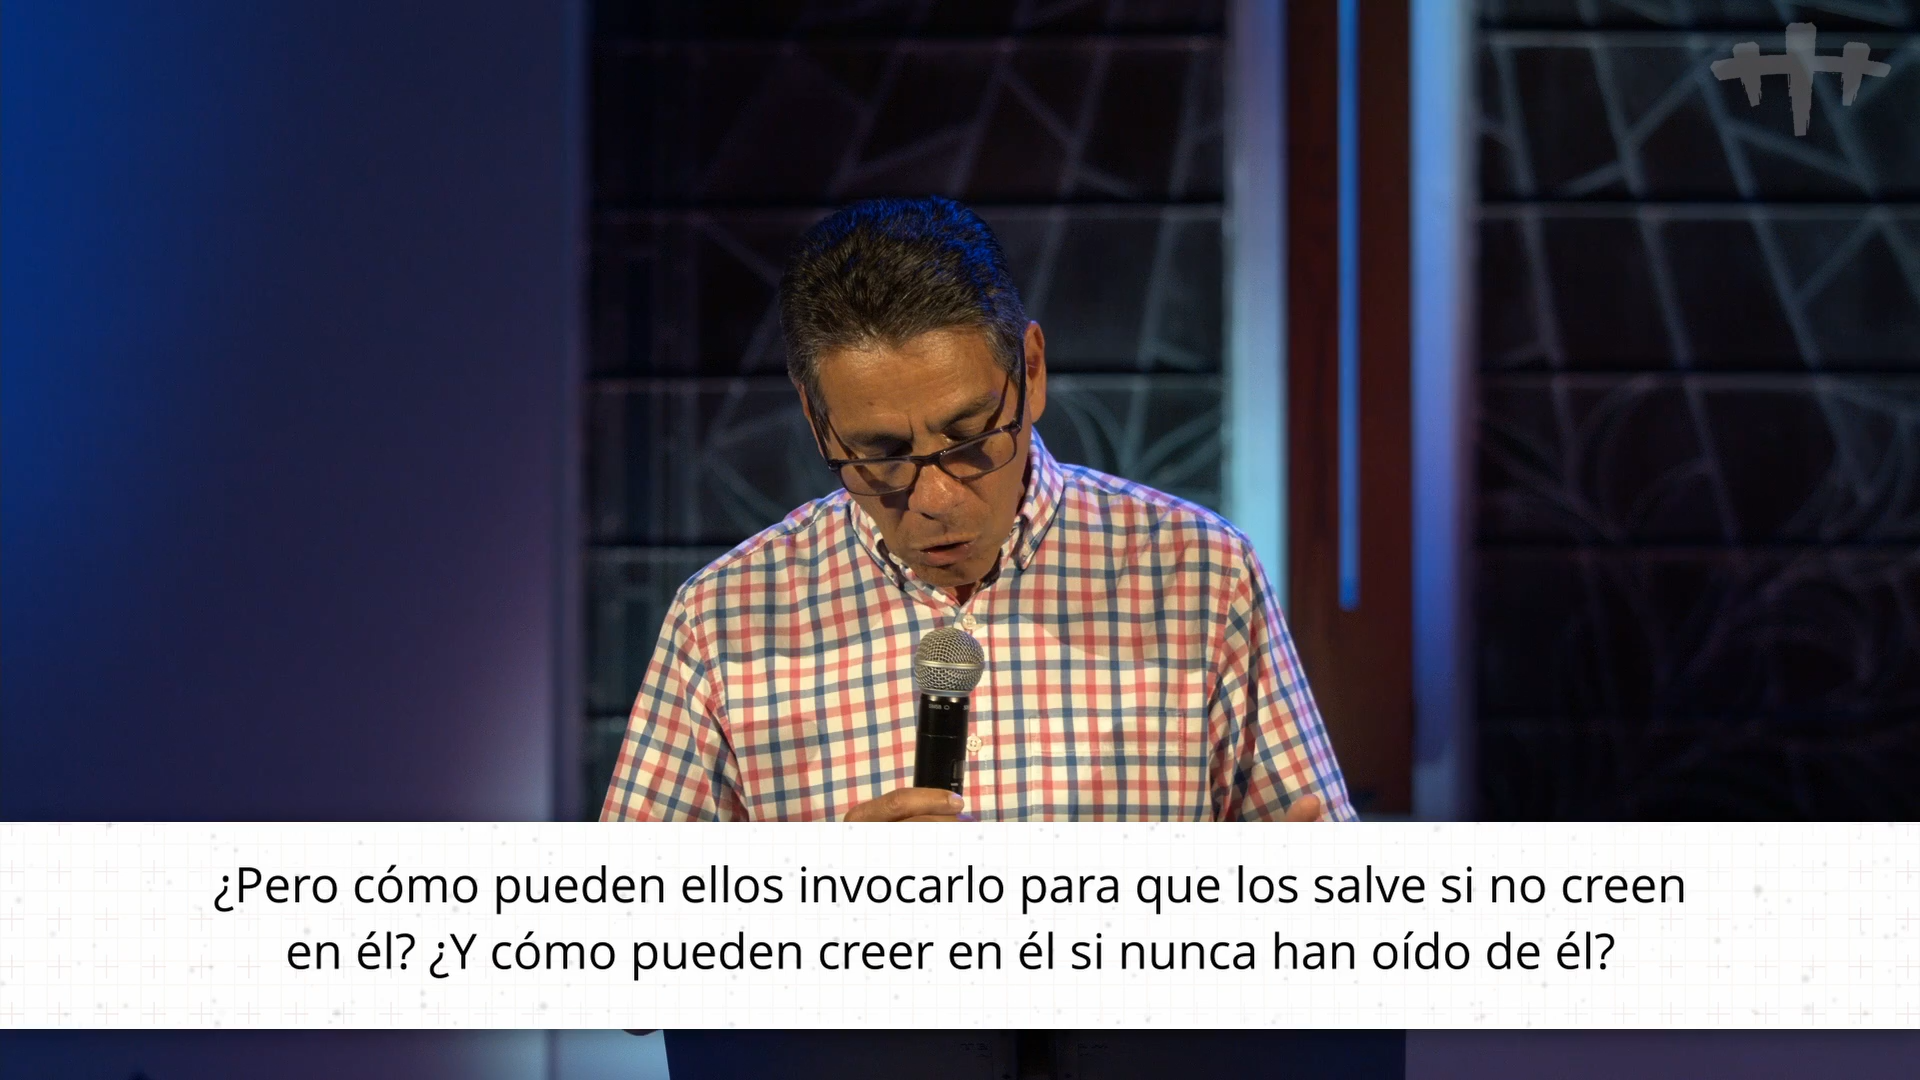 ¿Pero cómo pueden ellos invocarlo para que los salve si no creen
en él? ¿Y cómo pueden creer en él si nunca han oído de él?